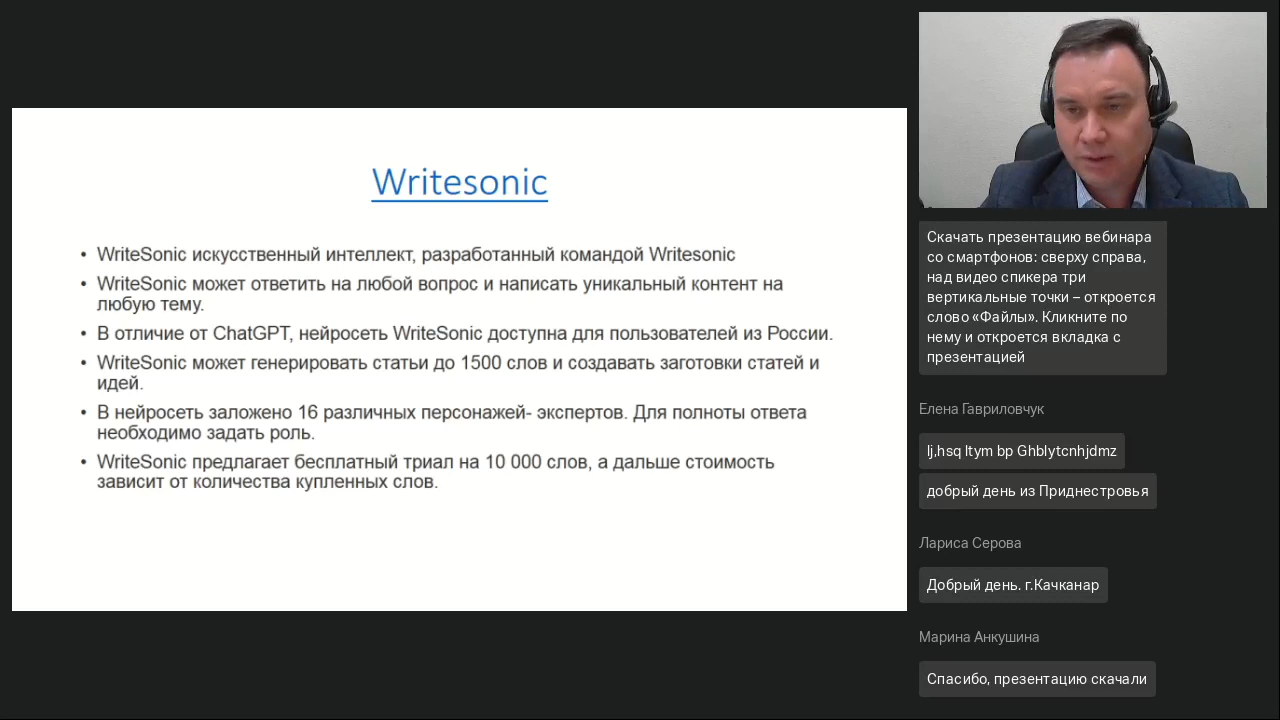 Writesonic
• WriteSonic искусственный интеллект, разработанный командой Writesonic
• WriteSonic может ответить на любой вопрос и написать уникальный контент на
любую тему.
• В отличие от ChatGPT, нейросеть WriteSonic доступна для пользователей из России.
• WriteSonic может генерировать статьи до 1500 слов и создавать заготовки статей и
идей.
• В нейросеть заложено 16 различных персонажей- экспертов. Для полноты ответа
необходимо задать роль.
• WriteSonic предлагает бесплатный триал на 10 000 слов, а дальше стоимость
зависит от количества купленных слов.
Скачать презентацию вебинара
со смартфонов: сверху справа,
над видео спикера три
вертикальные точки – откроется
слово «Файлы». Кликните по
нему и откроется вкладка с
презентацией
Елена Гавриловчук
lj,hsq ltym bp Ghblytcnhjdmz
добрый день из Приднестровья
Лариса Серова
Добрый день. г.Качканар
Марина Анкушина
Спасибо, презентацию скачали